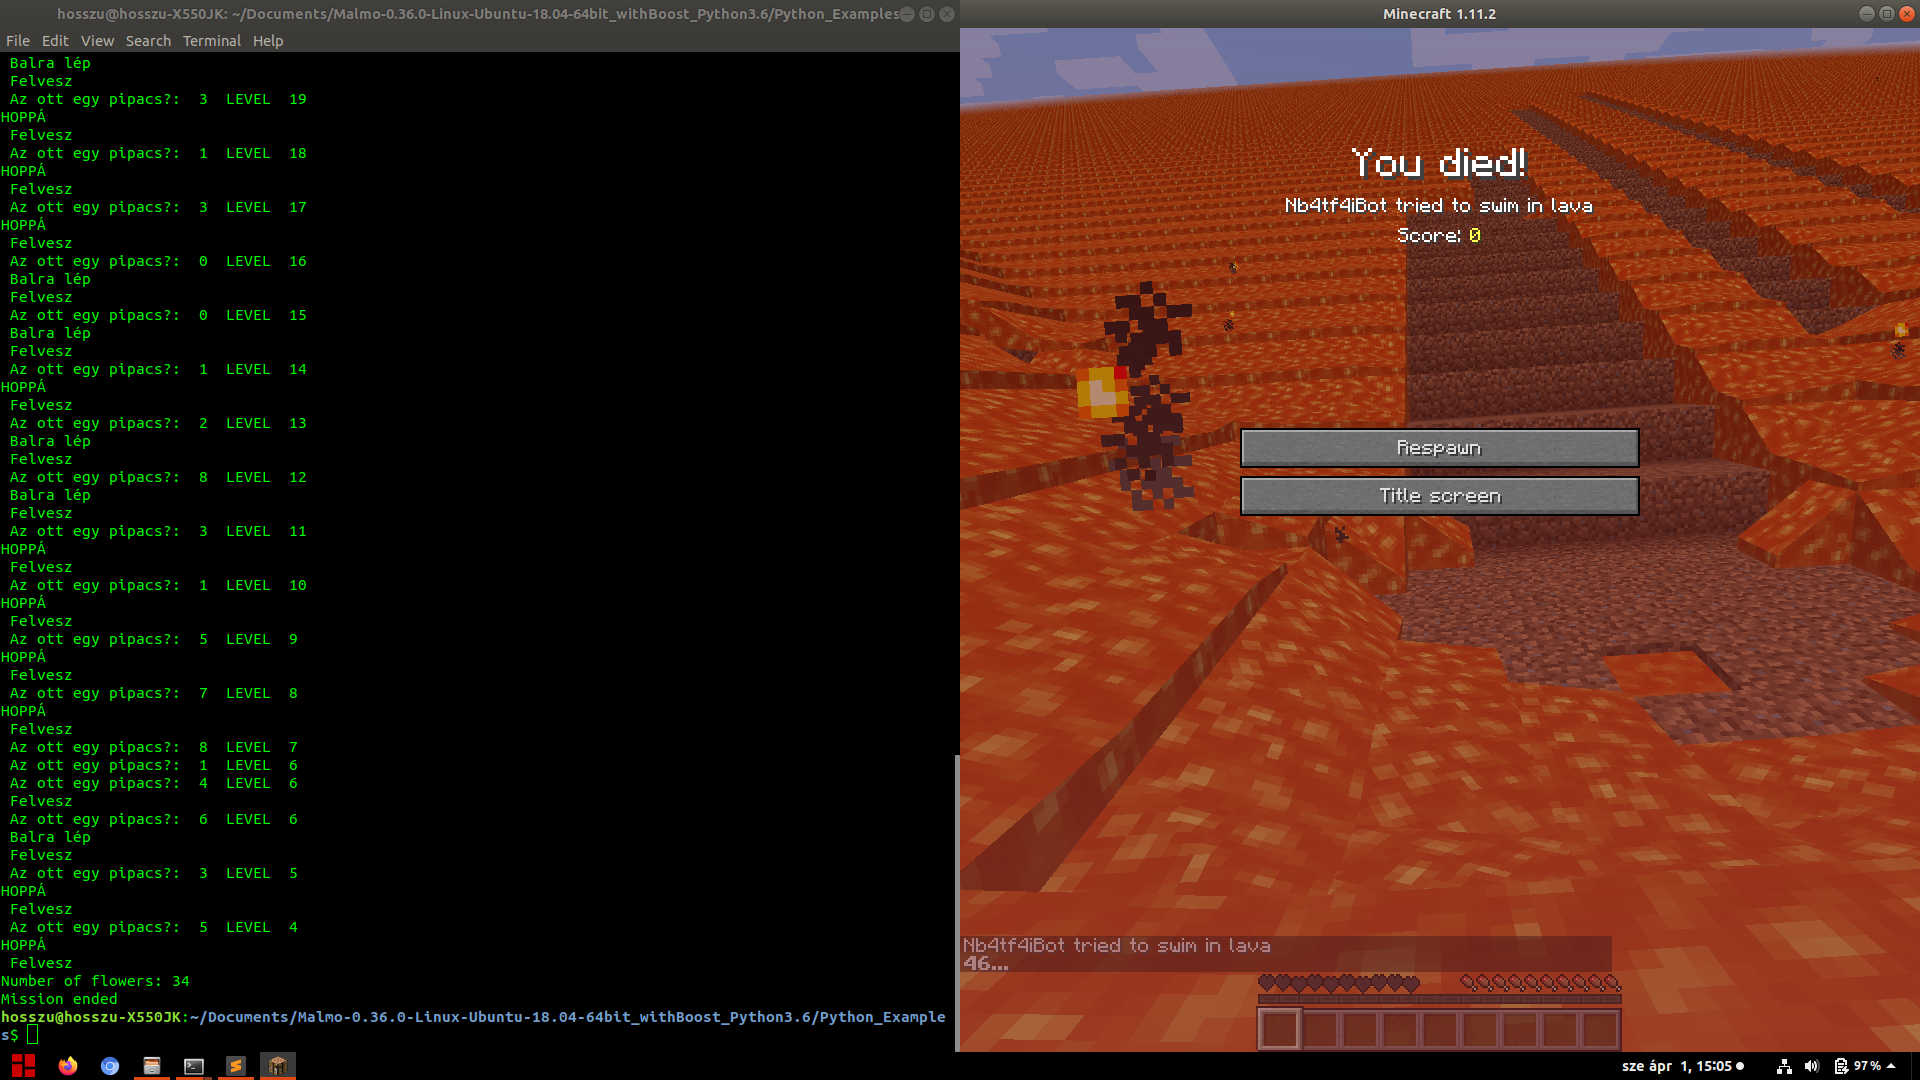 hosszu@hosszu-X550JK: ~/Documents/Malmo-0.36.0-Linux-Ubuntu-18.04-64bit_withBoost_Python3.6/Python_Examples
File Edit View Search Terminal Help
Balra lép
Felvesz
Az ott egy pipacs?: 3 LEVEL 19
HOPPÁ
Felvesz
Az ott egy pipacs?: 1 LEVEL 18
HOPPÁ
Felvesz
Az ott egy pipacs?: 3 LEVEL 17
HOPPÁ
Felvesz
Az ott egy pipacs?: 0 LEVEL 16
Balra lép
Felvesz
Az ott egy pipacs?: 0 LEVEL 15
Balra lép
Felvesz
Az ott egy pipacs?: 1 LEVEL 14
HOPPÁ
Felvesz
Az ott egy pipacs?: 2 LEVEL 13
Balra lép
Felvesz
Az ott egy pipacs?: 8 LEVEL 12
Balra lép
Felvesz
Az ott egy pipacs?: 3 LEVEL 11
HOPPÁ
Felvesz
Az ott egy pipacs?: 1 LEVEL 10
HOPPÁ
Felvesz
Az ott egy pipacs?: 5 LEVEL 9
HOPPÁ
Felvesz
Az ott egy pipacs?: 7 LEVEL 8
HOPPÁ
Felvesz
Az ott egy pipacs?: 8 LEVEL 7
Az ott egy pipacs?: 1 LEVEL 6
Az ott egy pipacs?: 4 LEVEL 6
Felvesz
Az ott egy pipacs?: 6 LEVEL 6
Balra lép
Felvesz
Az ott egy pipacs?: 3 LEVEL 5
HOPPÁ
Felvesz
Az ott egy pipacs?: 5 LEVEL 4
HOPPÁ
Felvesz
Number of flowers: 34
Mission ended
hosszu@hosszu-X550JK:~/Documents/Malmo-0.36.0-Linux-Ubuntu-18.04-64bit_withBoost_Python3.6/Python_Example
s$
Minecraft 1.11.2
You died!
Nb4tf4iBot tried to swim in lava
Score: 0
Respawn
Title screen
Nb4tf4iBot tried to swim in lava
46...
sze ápr 1, 15:05
97%